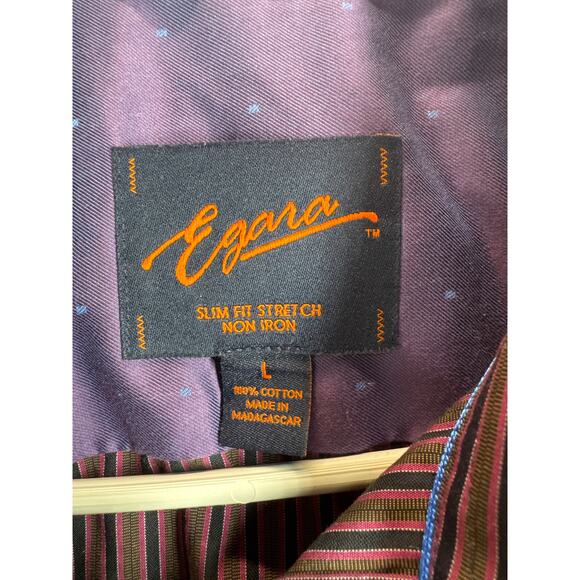 Egara ™
SLIM FIT STRETCH
NON IRON
L
100% COTTON
MADE IN
MADAGASCAR